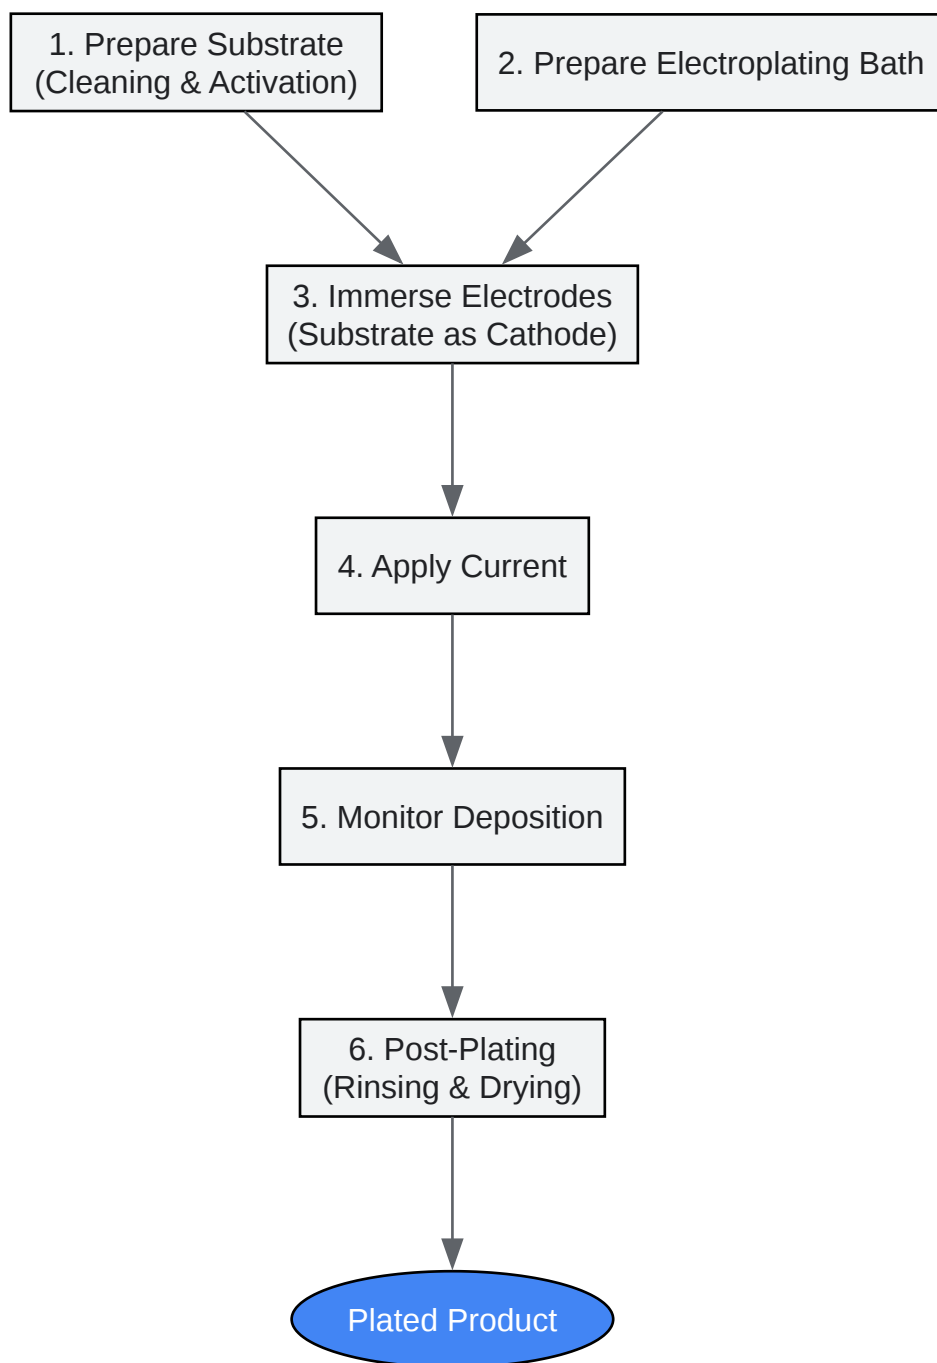 1. Prepare Substrate
(Cleaning & Activation)
2. Prepare Electroplating Bath
3. Immerse Electrodes
(Substrate as Cathode)
4. Apply Current
5. Monitor Deposition
6. Post-Plating
(Rinsing & Drying)
Plated Product